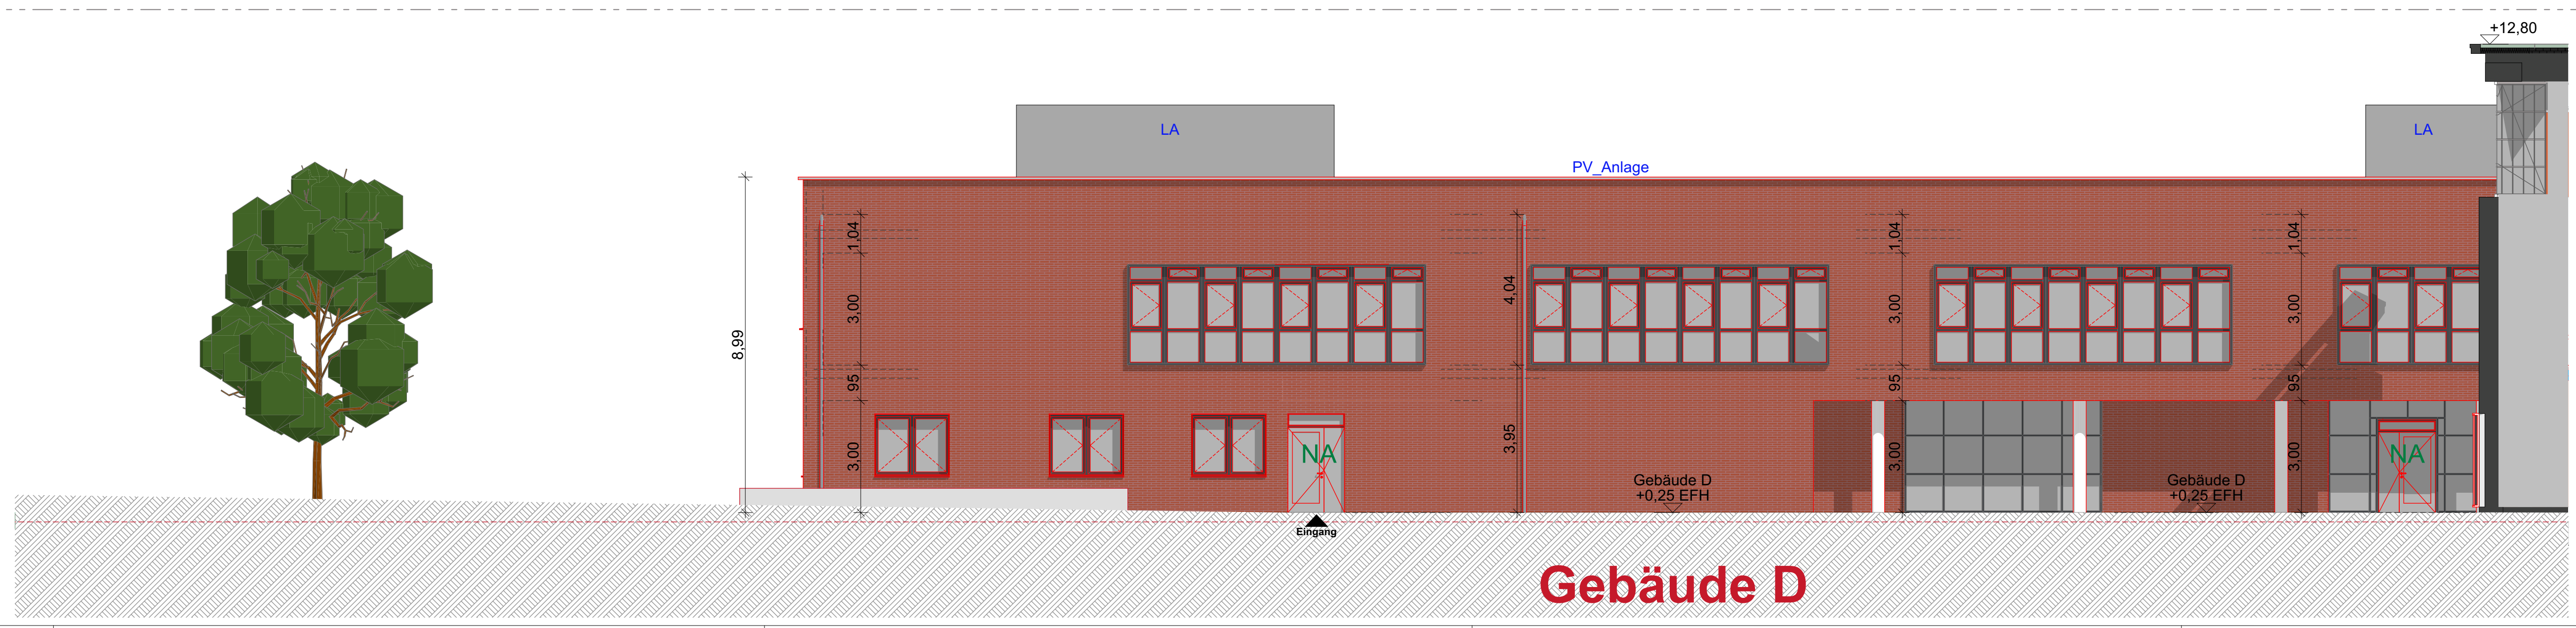 +12,80
LA
LA
PV_Anlage
8,99
1,04
3,00
95
3,00
4,04
3,95
1,04
3,00
95
3,00
1,04
3,00
95
3,00
NA
NA
Gebäude D
+0,25 EFH
Gebäude D
+0,25 EFH
Eingang
Gebäude D